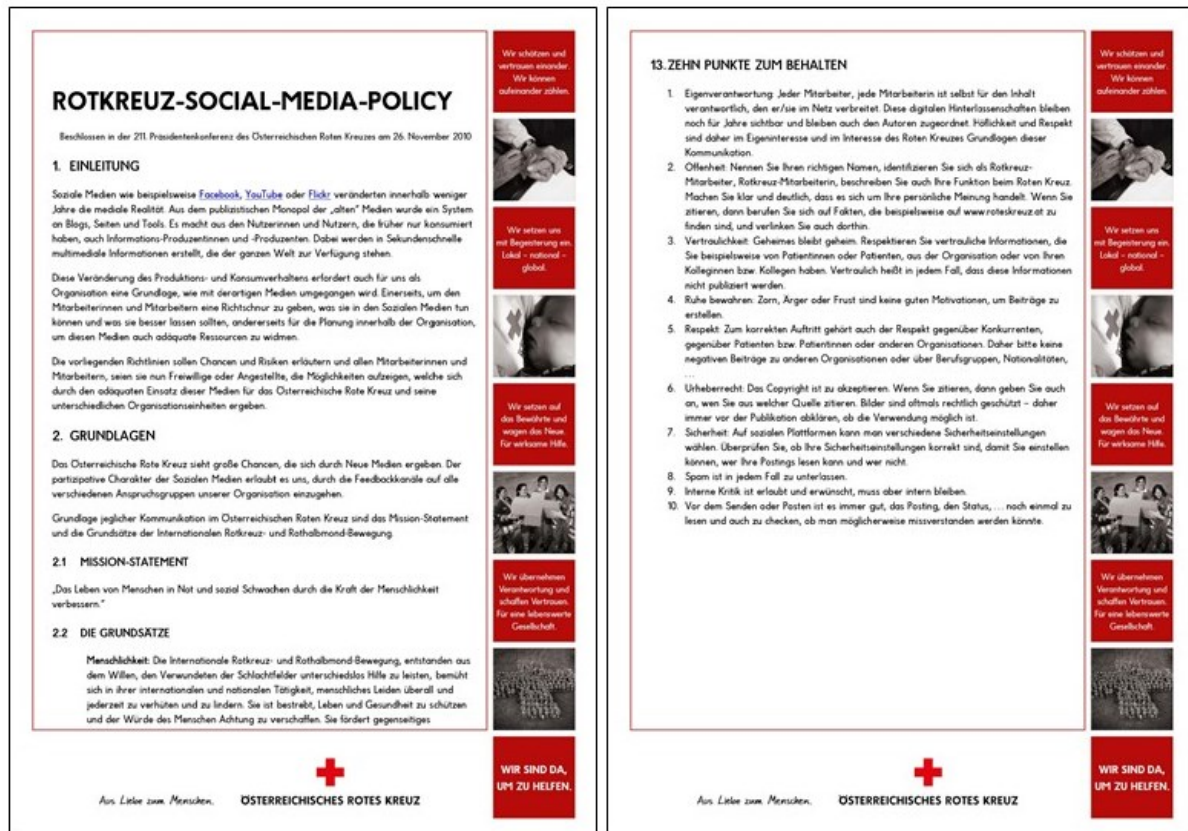 ROTKREUZ-SOCIAL-MEDIA-POLICY
Beschlossen in der 211. Präsidentenkonferenz des Österreichischen Roten Kreuzes am 26. November 2010
1. EINLEITUNG
Soziale Medien wie beispielsweise Facebook, YouTube oder Flickr veränderten innerhalb weniger
Jahre die mediale Realität. Aus dem publizistischen Monopol der „alten" Medien wurde ein System
an Blogs, Seiten und Tools. Es macht aus den Nutzerinnen und Nutzern, die früher nur konsumiert
haben, auch Informations-Produzentinnen und -Produzenten. Dabei werden in Sekundenschnelle
multimediale Informationen erstellt, die der ganzen Welt zur Verfügung stehen.
Diese Veränderung des Produktions- und Konsumverhaltens erfordert auch für uns als
Organisation eine Grundlage, wie mit derartigen Medien umgegangen wird. Einerseits, um den
Mitarbeiterinnen und Mitarbeitern eine Richtschnur zu geben, was sie in den Sozialen Medien tun
können und was sie besser lassen sollten, andererseits für die Planung innerhalb der Organisation,
um diesen Medien auch adäquate Ressourcen zu widmen.
Die vorliegenden Richtlinien sollen Chancen und Risiken erläutern und allen Mitarbeiterinnen und
Mitarbeitern, seien sie nun Freiwillige oder Angestellte, die Möglichkeiten aufzeigen, welche sich
durch den adäquaten Einsatz dieser Medien für das Österreichische Rote Kreuz und seine
unterschiedlichen Organisationseinheiten ergeben.
2. GRUNDLAGEN
Das Österreichische Rote Kreuz sieht große Chancen, die sich durch Neue Medien ergeben. Der
partizipative Charakter der Sozialen Medien erlaubt es uns, durch die Feedbackkanäle auf alle
verschiedenen Anspruchsgruppen unserer Organisation einzugehen.
Grundlage jeglicher Kommunikation im Österreichischen Roten Kreuz sind das Mission-Statement
und die Grundsätze der Internationalen Rotkreuz- und Rothalbmond-Bewegung.
2.1 MISSION-STATEMENT
„Das Leben von Menschen in Not und sozial Schwachen durch die Kraft der Menschlichkeit
verbessern."
2.2 DIE GRUNDSÄTZE
Menschlichkeit: Die Internationale Rotkreuz- und Rothalbmond-Bewegung, entstanden aus
dem Willen, den Verwundeten der Schlachtfelder unterschiedslos Hilfe zu leisten, bemüht
sich in ihrer internationalen und nationalen Tätigkeit, menschliches Leiden überall und
jederzeit zu verhüten und zu lindern. Sie ist bestrebt, Leben und Gesundheit zu schützen
und der Würde des Menschen Achtung zu verschaffen. Sie fördert gegenseitiges
Wir schätzen und
vertrauen einander.
Wir können
aufeinander zählen.
Wir setzen uns
mit Begeisterung ein.
Lokal – national –
global.
Wir setzen auf
das Bewährte und
wagen das Neue.
Für wirksame Hilfe.
Wir übernehmen
Verantwortung und
schaffen Vertrauen.
Für eine lebenswerte
Gesellschaft.
WIR SIND DA,
UM ZU HELFEN.
Aus Liebe zum Menschen.
ÖSTERREICHISCHES ROTES KREUZ
13. ZEHN PUNKTE ZUM BEHALTEN
1. Eigenverantwortung: Jeder Mitarbeiter, jede Mitarbeiterin ist selbst für den Inhalt
verantwortlich, den er/sie im Netz verbreitet. Diese digitalen Hinterlassenschaften bleiben
noch für Jahre sichtbar und bleiben auch den Autoren zugeordnet. Höflichkeit und Respekt
sind daher im Eigeninteresse und im Interesse des Roten Kreuzes Grundlagen dieser
Kommunikation.
2. Offenheit: Nennen Sie Ihren richtigen Namen, identifizieren Sie sich als Rotkreuz-
Mitarbeiter, Rotkreuz-Mitarbeiterin, beschreiben Sie auch Ihre Funktion beim Roten Kreuz.
Machen Sie klar und deutlich, dass es sich um Ihre persönliche Meinung handelt. Wenn Sie
zitieren, dann berufen Sie sich auf Fakten, die beispielsweise auf www.roteskreuz.at zu
finden sind, und verlinken Sie auch dorthin.
3. Vertraulichkeit: Geheimes bleibt geheim. Respektieren Sie vertrauliche Informationen, die
Sie beispielsweise von Patientinnen oder Patienten, aus der Organisation oder von Ihren
Kolleginnen bzw. Kollegen haben. Vertraulich heißt in jedem Fall, dass diese Informationen
nicht publiziert werden.
4. Ruhe bewahren: Zorn, Ärger oder Frust sind keine guten Motivationen, um Beiträge zu
erstellen.
5. Respekt: Zum korrekten Auftritt gehört auch der Respekt gegenüber Konkurrenten,
gegenüber Patienten bzw. Patientinnen oder anderen Organisationen. Daher bitte keine
negativen Beiträge zu anderen Organisationen oder über Berufsgruppen, Nationalitäten,
...
6. Urheberrecht: Das Copyright ist zu akzeptieren. Wenn Sie zitieren, dann geben Sie auch
an, wen Sie aus welcher Quelle zitieren. Bilder sind oftmals rechtlich geschützt – daher
immer vor der Publikation abklären, ob die Verwendung möglich ist.
7. Sicherheit: Auf sozialen Plattformen kann man verschiedene Sicherheitseinstellungen
wählen. Überprüfen Sie, ob Ihre Sicherheitseinstellungen korrekt sind, damit Sie einstellen
können, wer Ihre Postings lesen kann und wer nicht.
8. Spam ist in jedem Fall zu unterlassen.
9. Interne Kritik ist erlaubt und erwünscht, muss aber intern bleiben.
10. Vor dem Senden oder Posten ist es immer gut, das Posting, den Status, ... noch einmal zu
lesen und auch zu checken, ob man möglicherweise missverstanden werden könnte.
Wir schätzen und
vertrauen einander.
Wir können
aufeinander zählen.
Wir setzen uns
mit Begeisterung ein.
Lokal – national –
global.
Wir setzen auf
das Bewährte und
wagen das Neue.
Für wirksame Hilfe.
Wir übernehmen
Verantwortung und
schaffen Vertrauen.
Für eine lebenswerte
Gesellschaft.
WIR SIND DA,
UM ZU HELFEN.
Aus Liebe zum Menschen.
ÖSTERREICHISCHES ROTES KREUZ